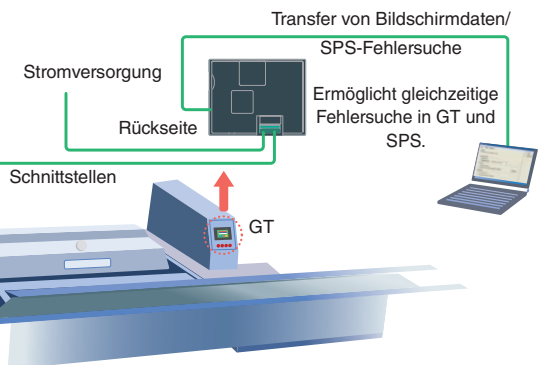 Transfer von Bildschirmdaten/
SPS-Fehlersuche
Stromversorgung
Ermöglicht gleichzeitige
Fehlersuche in GT und
SPS.
Rückseite
Schnittstellen
GT